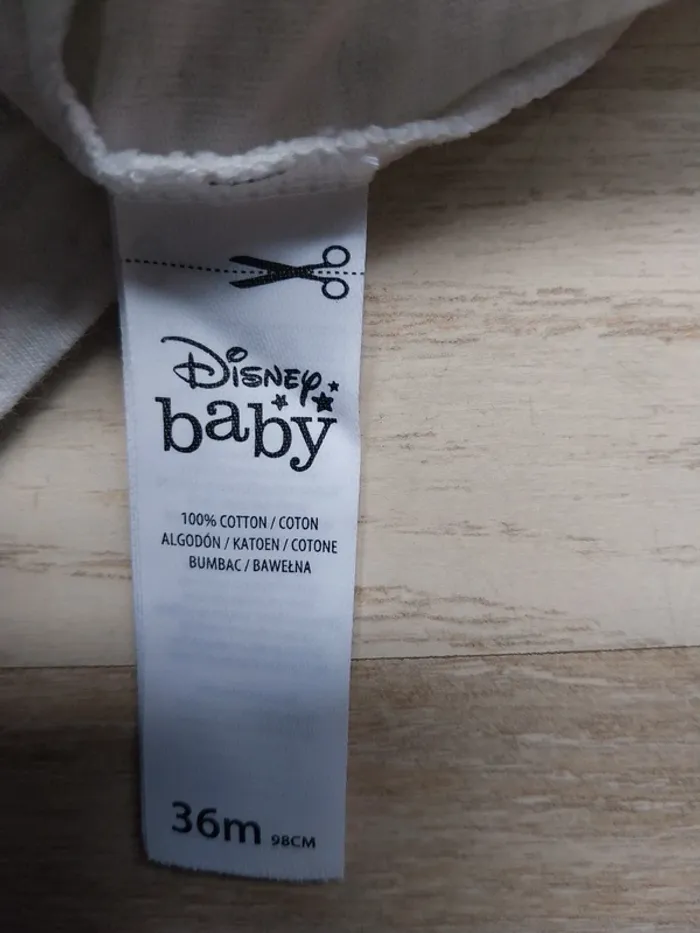 Disney
baby
100% COTTON / COTON
ALGODÓN / KATOEN / COTONE
BUMBAC / BAWEŁNA
36m 98CM